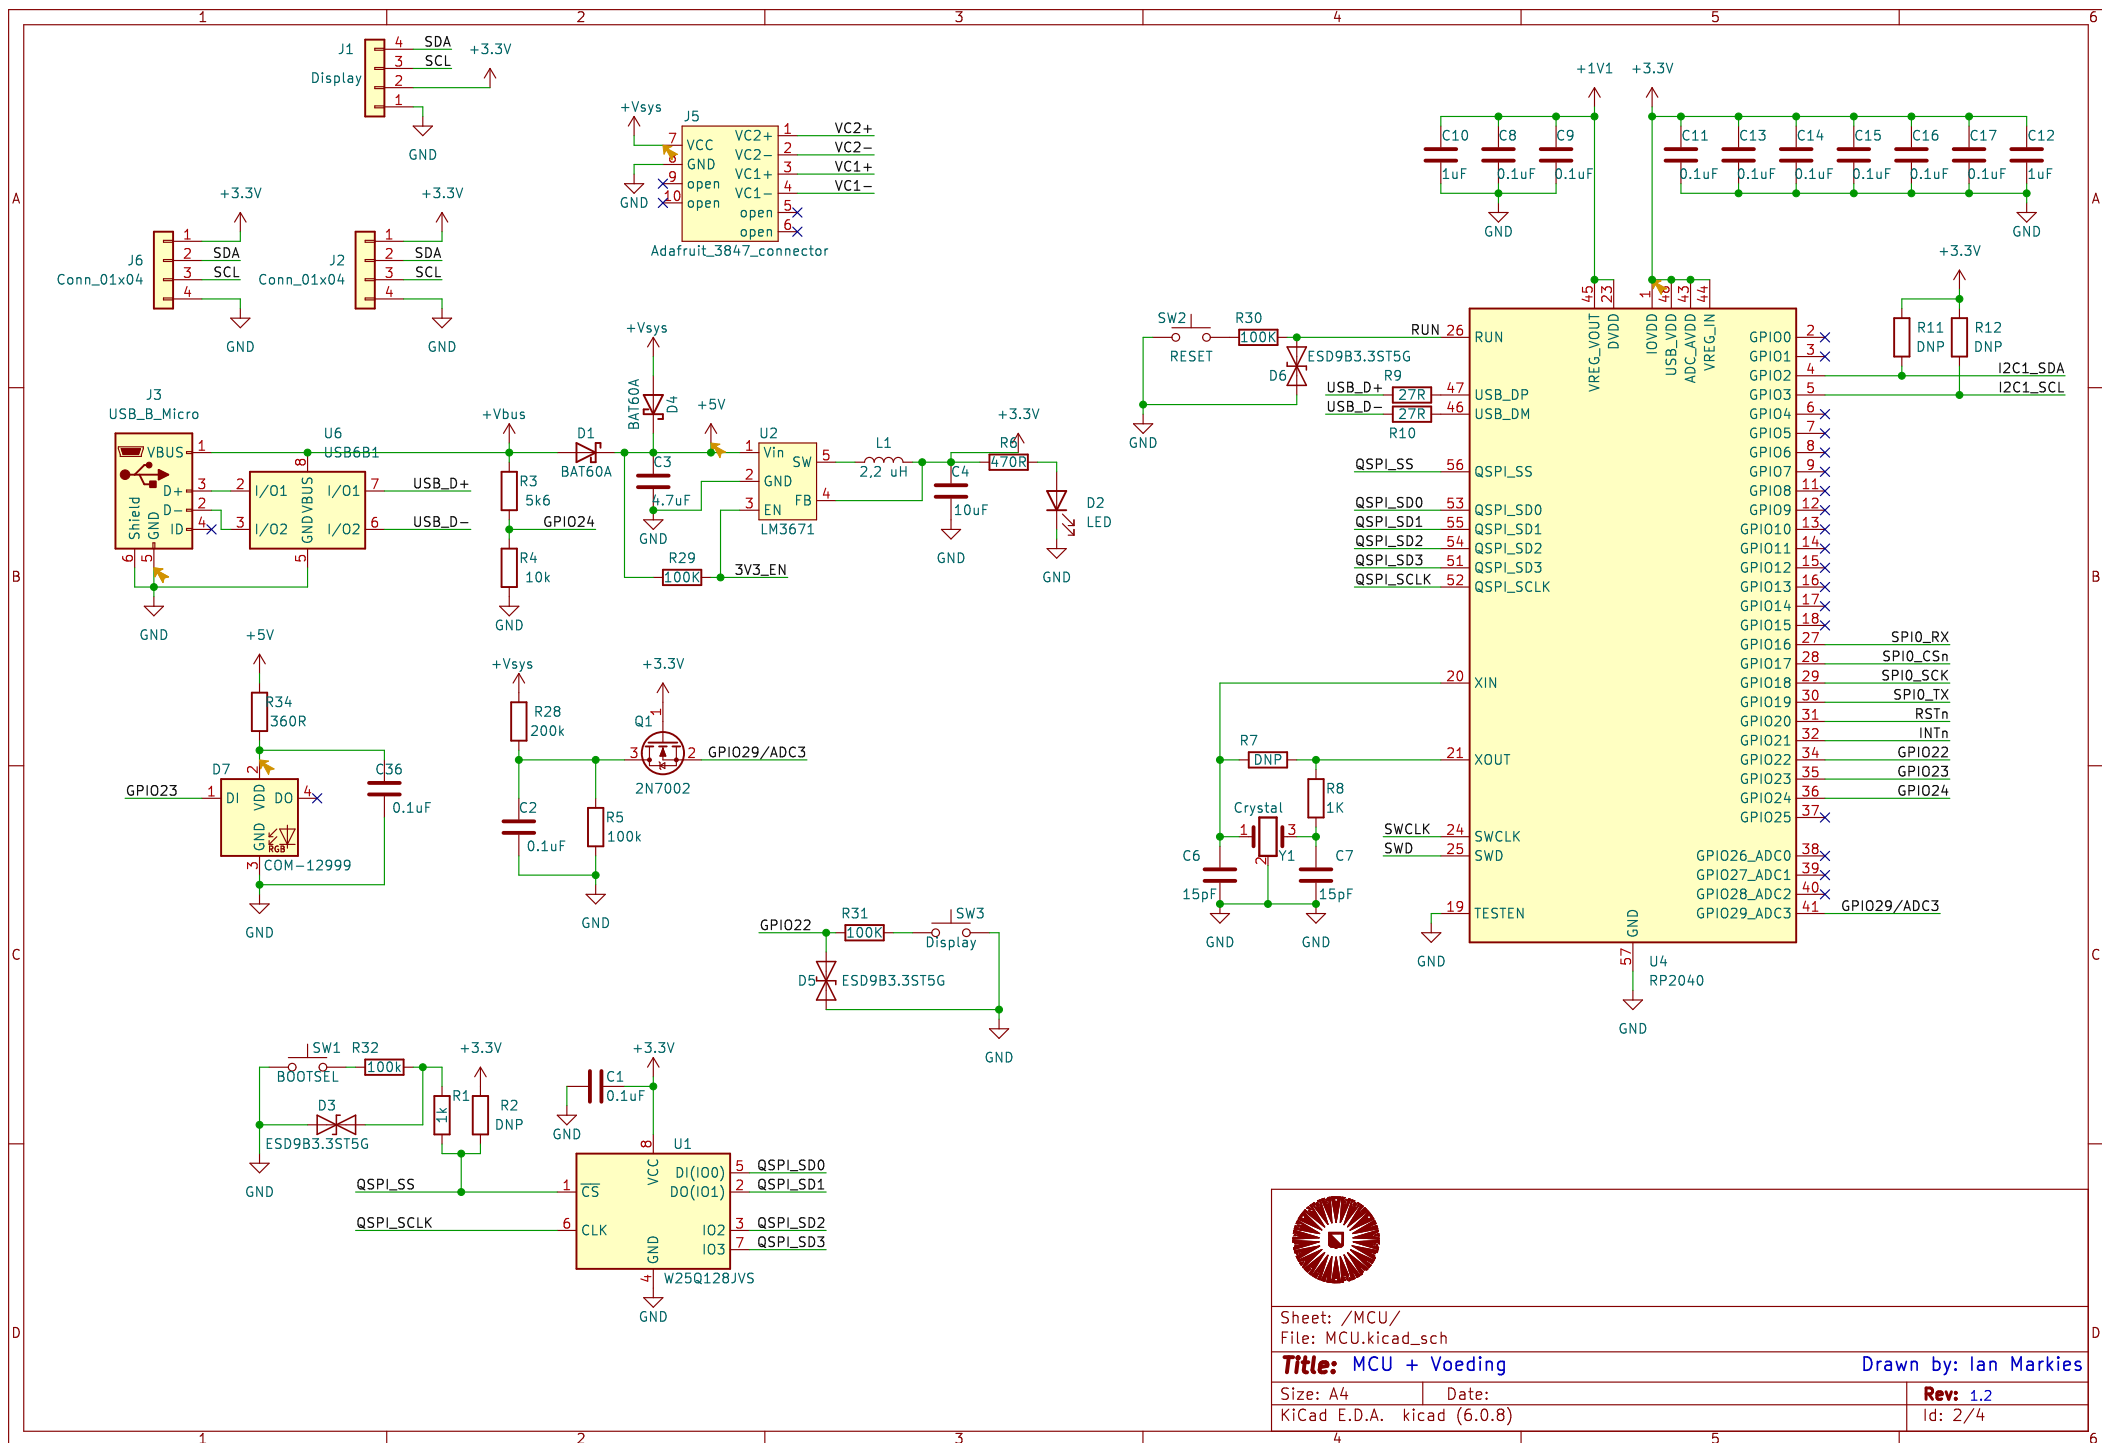 1 2 3 4 5 6
J1
Display
4 SDA
3 SCL
2
1
+3.3V
GND
+3.3V
J6
Conn_01x04
1
2 SDA
3 SCL
4
GND
+3.3V
J2
Conn_01x04
1
2 SDA
3 SCL
4
GND
+Vsys
J5
7 VCC
8 GND
9 open
10 open
VC2+ 1 VC2+
VC2- 2 VC2-
VC1+ 3 VC1+
VC1- 4 VC1-
open 5
open 6
GND
Adafruit_3847_connector
J3
USB_B_Micro
VBUS 1
D+ 3
D- 2
ID 4
Shield
GND
6 5
GND
U6
USB6B1
8
VBUS
2 I/O1 I/O1 7 USB_D+
3 I/O2 I/O2 6 USB_D-
GND
5
+Vbus
R3
5k6
GPIO24
R4
10k
GND
D1
BAT60A
+Vsys
BAT60A
D4
+5V
C3
4.7uF
GND
R29
100K
3V3_EN
U2
1 Vin SW 5
2 GND
3 EN FB 4
LM3671
L1
2,2 uH
C4
10uF
GND
+3.3V
R6
470R
D2
LED
GND
+5V
R34
360R
D7
GPIO23 1 DI
2 VDD
DO 4
GND
3
RGB
COM-12999
C36
0.1uF
GND
+Vsys
R28
200k
+3.3V
Q1
1
3 2 GPIO29/ADC3
2N7002
C2
0.1uF
R5
100k
GND
GPIO22
R31
100K
SW3
Display
D5
ESD9B3.3ST5G
GND
SW1
BOOTSEL
R32
100k
D3
ESD9B3.3ST5G
GND
+3.3V
R1
1k
R2
DNP
QSPI_SS
QSPI_SCLK
+3.3V
C1
0.1uF
GND
U1
8
VCC
1 CS
6 CLK
DI(IO0) 5 QSPI_SD0
DO(IO1) 2 QSPI_SD1
IO2 3 QSPI_SD2
IO3 7 QSPI_SD3
GND
4
W25Q128JVS
GND
+1V1
+3.3V
C10
1uF
C8
0.1uF
C9
0.1uF
GND
C11
0.1uF
C13
0.1uF
C14
0.1uF
C15
0.1uF
C16
0.1uF
C17
0.1uF
C12
1uF
GND
+3.3V
R11
DNP
R12
DNP
I2C1_SDA
I2C1_SCL
SW2
RESET
R30
100K
D6
ESD9B3.3ST5G
GND
USB_D+
R9
27R
USB_D-
27R
R10
45 VREG_VOUT
23 DVDD
1 IOVDD
48 USB_VDD
43 ADC_AVDD
44 VREG_IN
RUN 26 RUN
47 USB_DP
46 USB_DM
QSPI_SS 56 QSPI_SS
QSPI_SD0 53 QSPI_SD0
QSPI_SD1 55 QSPI_SD1
QSPI_SD2 54 QSPI_SD2
QSPI_SD3 51 QSPI_SD3
QSPI_SCLK 52 QSPI_SCLK
20 XIN
21 XOUT
SWCLK 24 SWCLK
SWD 25 SWD
19 TESTEN
GND
GPIO0 2
GPIO1 3
GPIO2 4
GPIO3 5
GPIO4 6
GPIO5 7
GPIO6 8
GPIO7 9
GPIO8 11
GPIO9 12
GPIO10 13
GPIO11 14
GPIO12 15
GPIO13 16
GPIO14 17
GPIO15 18
GPIO16 27 SPI0_RX
GPIO17 28 SPI0_CSn
GPIO18 29 SPI0_SCK
GPIO19 30 SPI0_TX
GPIO20 31 RSTn
GPIO21 32 INTn
GPIO22 34 GPIO22
GPIO23 35 GPIO23
GPIO24 36 GPIO24
GPIO25 37
GPIO26_ADC0 38
GPIO27_ADC1 39
GPIO28_ADC2 40
GPIO29_ADC3 41 GPIO29/ADC3
GND
57
U4
RP2040
GND
R7
DNP
R8
1K
Crystal
1 3
2
Y1
C6
15pF
C7
15pF
GND
GND
A
B
C
D
A
B
C
D
Sheet: /MCU/
File: MCU.kicad_sch
Title: MCU + Voeding Drawn by: Ian Markies
Size: A4 Date: Rev: 1.2
KiCad E.D.A. kicad (6.0.8) Id: 2/4
1 2 3 4 5 6